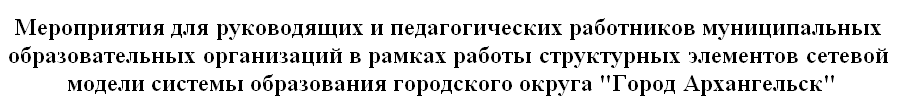 Мероприятия для руководящих и педагогических работников муниципальных
образовательных организаций в рамках работы структурных элементов сетевой
модели системы образования городского округа "Город Архангельск"